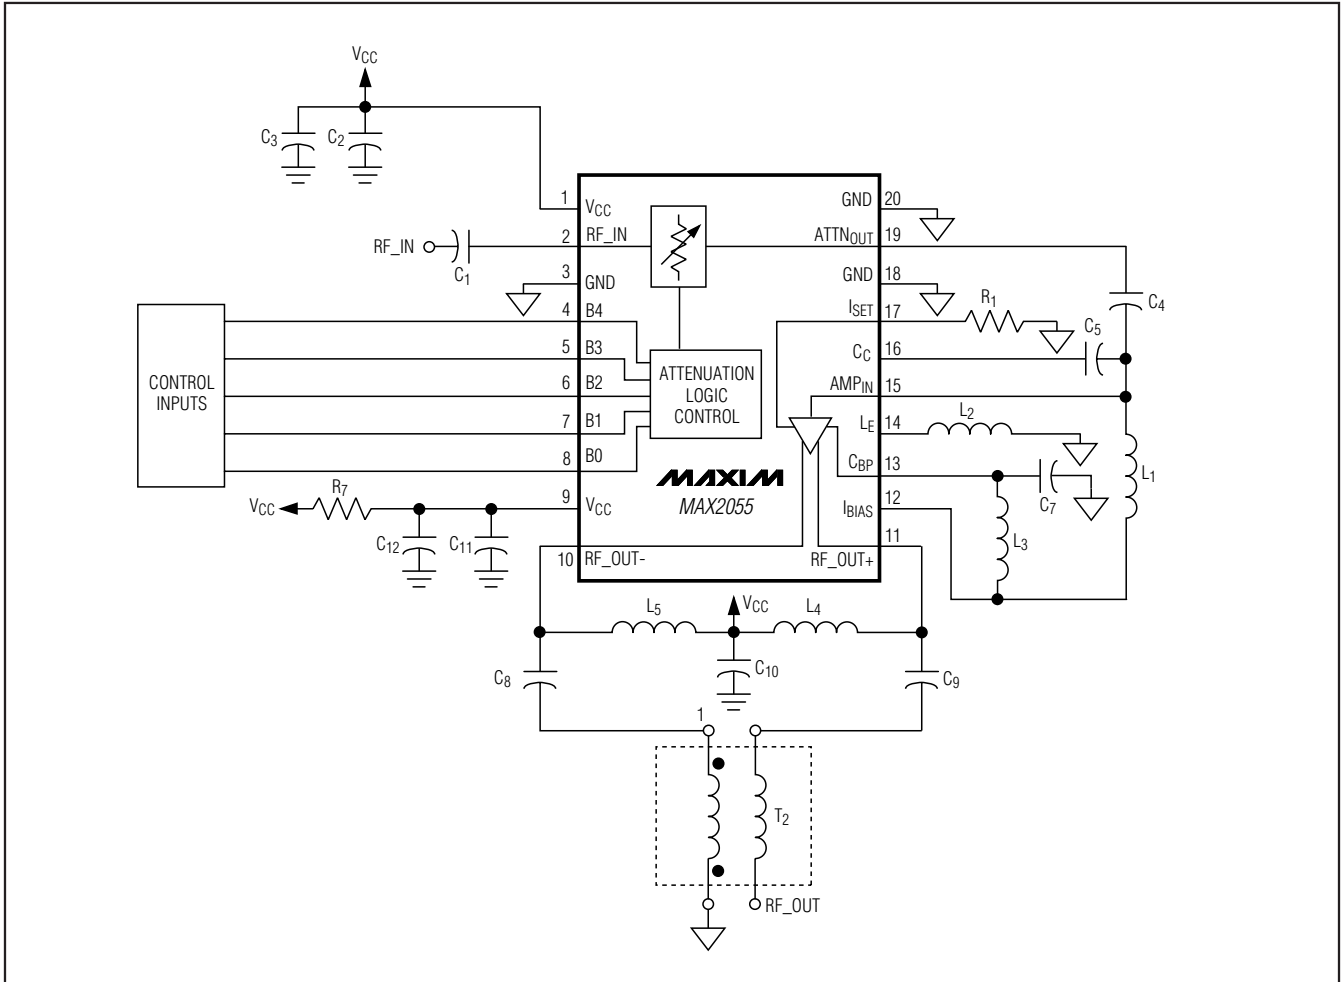 VCC
C3
C2
1
VCC
GND
20
RF_IN
C1
2
RF_IN
ATTNOUT
19
3
GND
GND
18
4
B4
ISET
17
R1
C4
5
B3
CC
16
C5
CONTROL
INPUTS
6
B2
ATTENUATION
LOGIC
CONTROL
AMPIN
15
7
B1
LE
14
L2
8
B0
CBP
13
C7
L1
VCC
R7
9
VCC
MAXIM
MAX2055
IBIAS
12
C12
C11
L3
10
RF_OUT-
RF_OUT+
11
L5
VCC
L4
C8
C10
C9
1
T2
RF_OUT